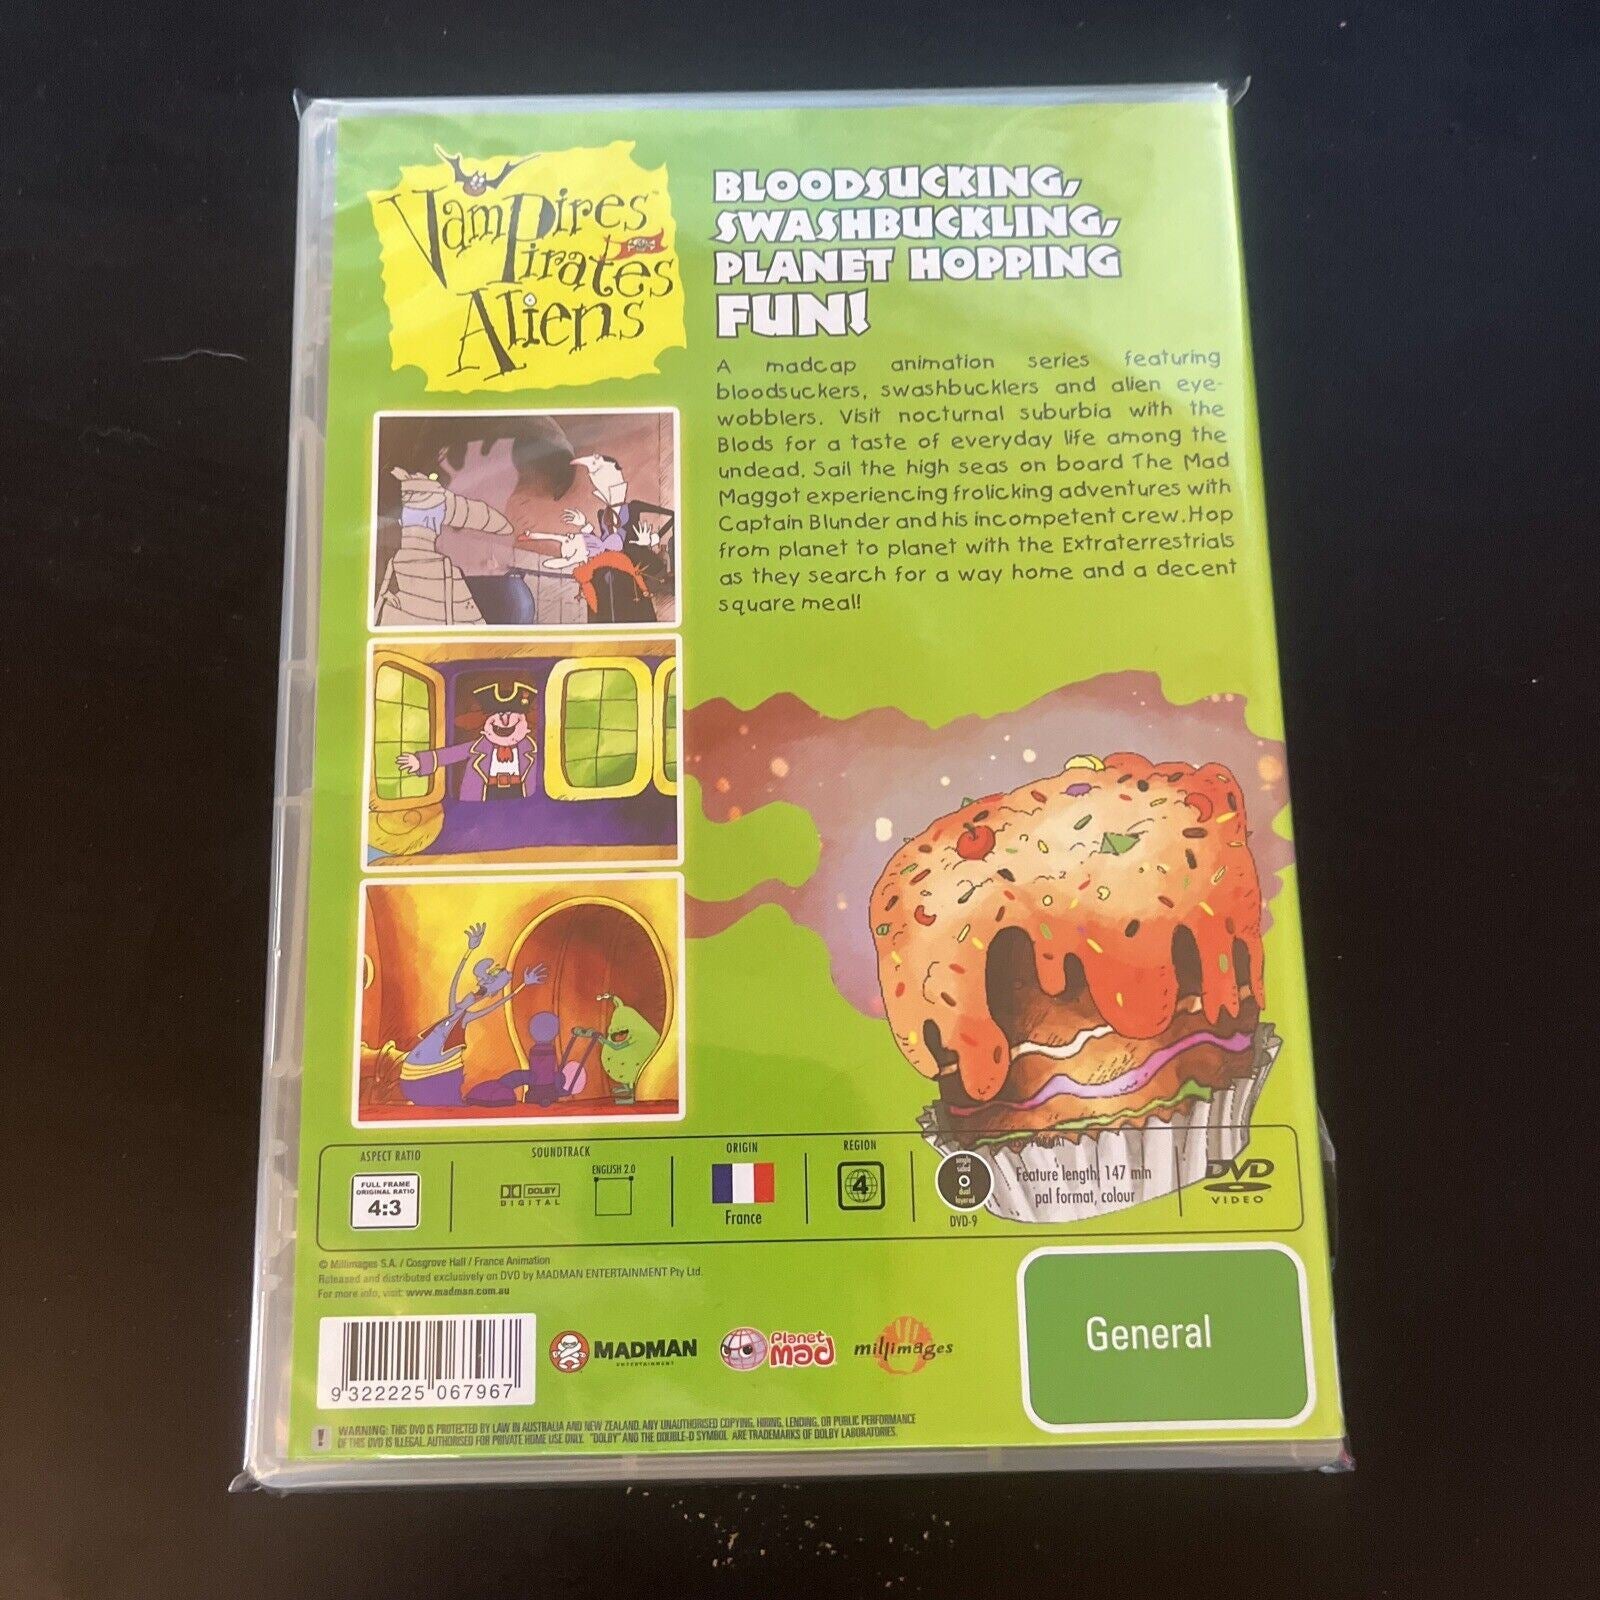 Vampires™
Pirates
Aliens
BLOODSUCKING,
SWASHBUCKLING,
PLANET HOPPING
FUN!
A madcap animation series featuring
bloodsuckers, swashbucklers and alien eye-
wobblers. Visit nocturnal suburbia with the
Blods for a taste of everyday life among the
undead. Sail the high seas on board The Mad
Maggot experiencing frolicking adventures with
Captain Blunder and his incompetent crew. Hop
from planet to planet with the Extraterrestrials
as they search for a way home and a decent
square meal!
ASPECT RATIO
FULL FRAME
ORIGINAL RATIO
4:3
SOUNDTRACK
ENGLISH 2.0
DOLBY
DIGITAL
ORIGIN
France
REGION
4
single
sided
dual
layered
DVD-9
FORMAT
Feature length: 147 min
pal format, colour
DVD
VIDEO
© Millimages S.A. / Cosgrove Hall / France Animation
Released and distributed exclusively on DVD by MADMAN ENTERTAINMENT Pty Ltd.
For more info, visit: www.madman.com.au
9 322225 067967
MADMAN
ENTERTAINMENT
Planet
Mad
millimages
General
! WARNING: THIS DVD IS PROTECTED BY LAW IN AUSTRALIA AND NEW ZEALAND. ANY UNAUTHORISED COPYING, HIRING, LENDING, OR PUBLIC PERFORMANCE
OF THIS DVD IS ILLEGAL. AUTHORISED FOR PRIVATE HOME USE ONLY. "DOLBY" AND THE DOUBLE-D SYMBOL ARE TRADEMARKS OF DOLBY LABORATORIES.